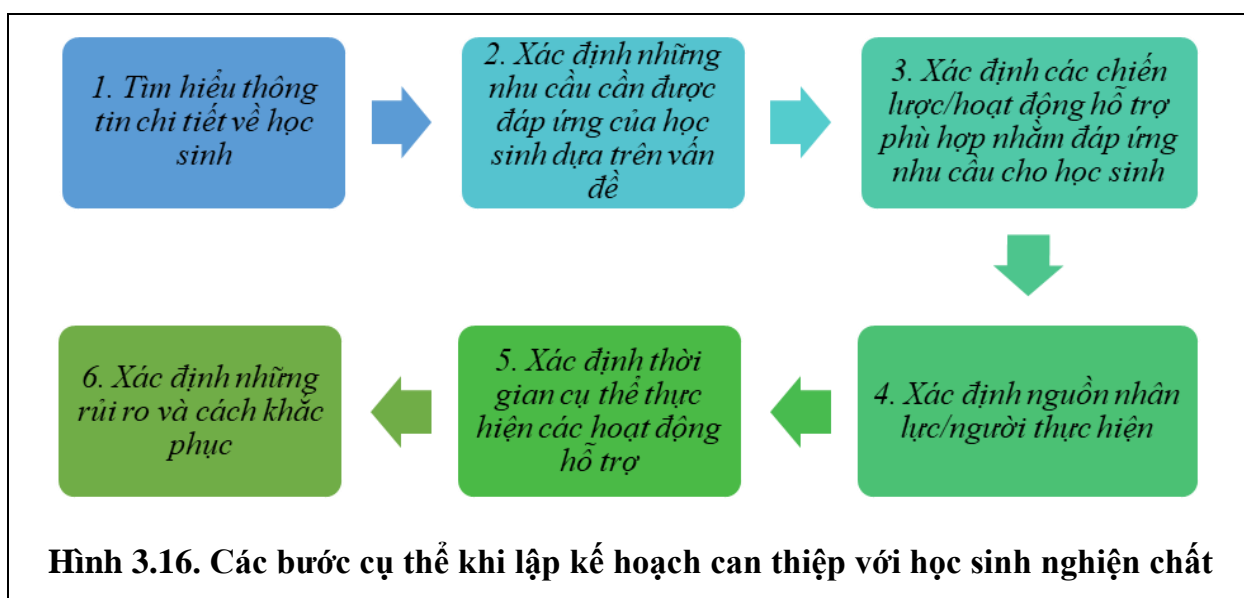 1. Tìm hiểu thông
tin chi tiết về học
sinh
2. Xác định những
nhu cầu cần được
đáp ứng của học
sinh dựa trên vấn
đề
3. Xác định các chiến
lược/hoạt động hỗ trợ
phù hợp nhằm đáp ứng
nhu cầu cho học sinh
4. Xác định nguồn nhân
lực/người thực hiện
5. Xác định thời
gian cụ thể thực
hiện các hoạt động
hỗ trợ
6. Xác định những
rủi ro và cách khắc
phục
Hình 3.16. Các bước cụ thể khi lập kế hoạch can thiệp với học sinh nghiện chất